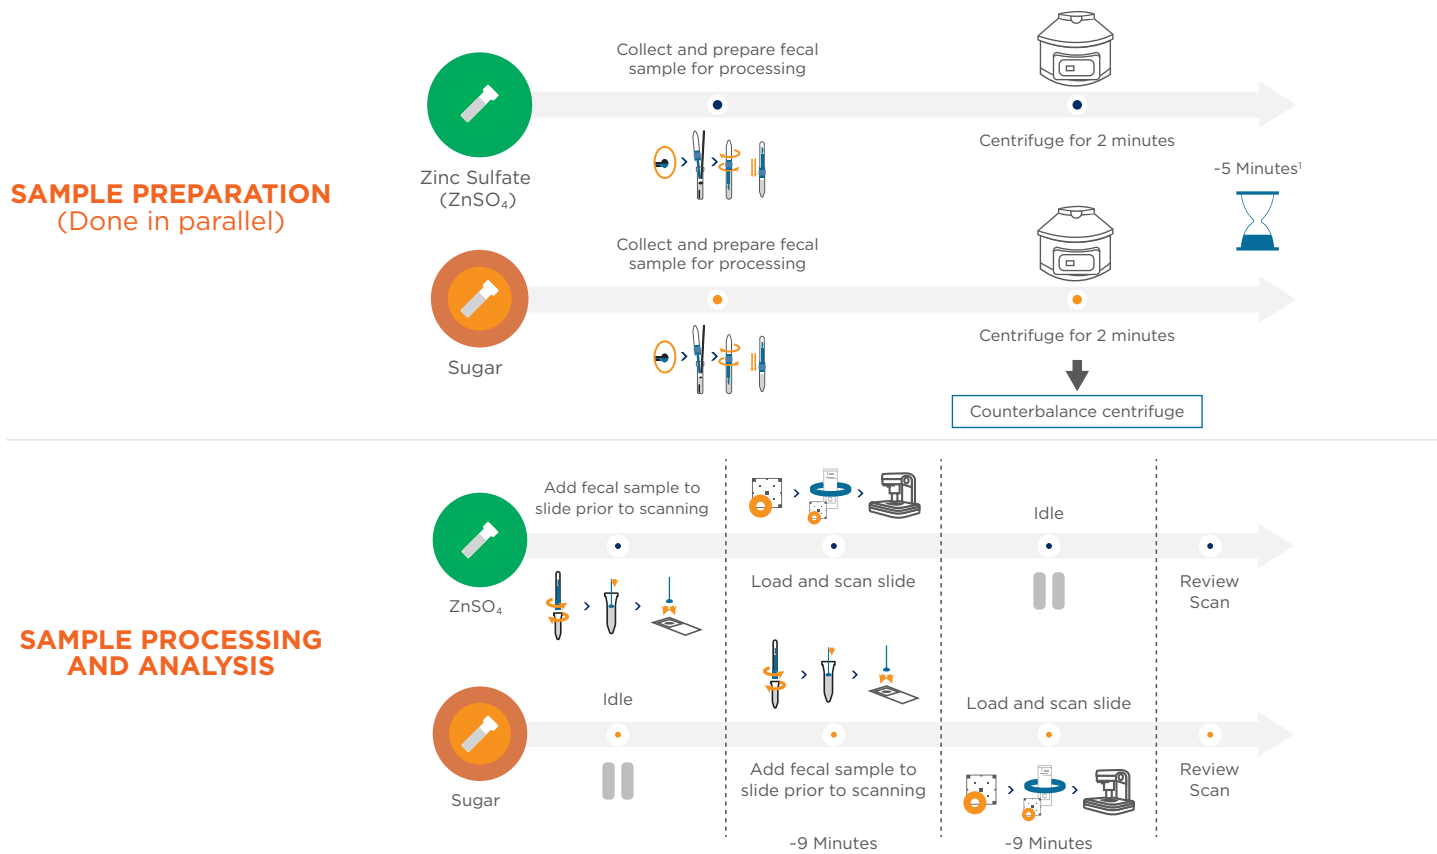 Collect and prepare fecal
sample for processing
Centrifuge for 2 minutes
Zinc Sulfate
(ZnSO₄)
~5 Minutes¹
SAMPLE PREPARATION
(Done in parallel)
Collect and prepare fecal
sample for processing
Centrifuge for 2 minutes
Sugar
Counterbalance centrifuge
Add fecal sample to
slide prior to scanning
Load and scan slide
Idle
Review
Scan
ZnSO₄
SAMPLE PROCESSING
AND ANALYSIS
Idle
Add fecal sample to
slide prior to scanning
Load and scan slide
Review
Scan
Sugar
~9 Minutes
~9 Minutes